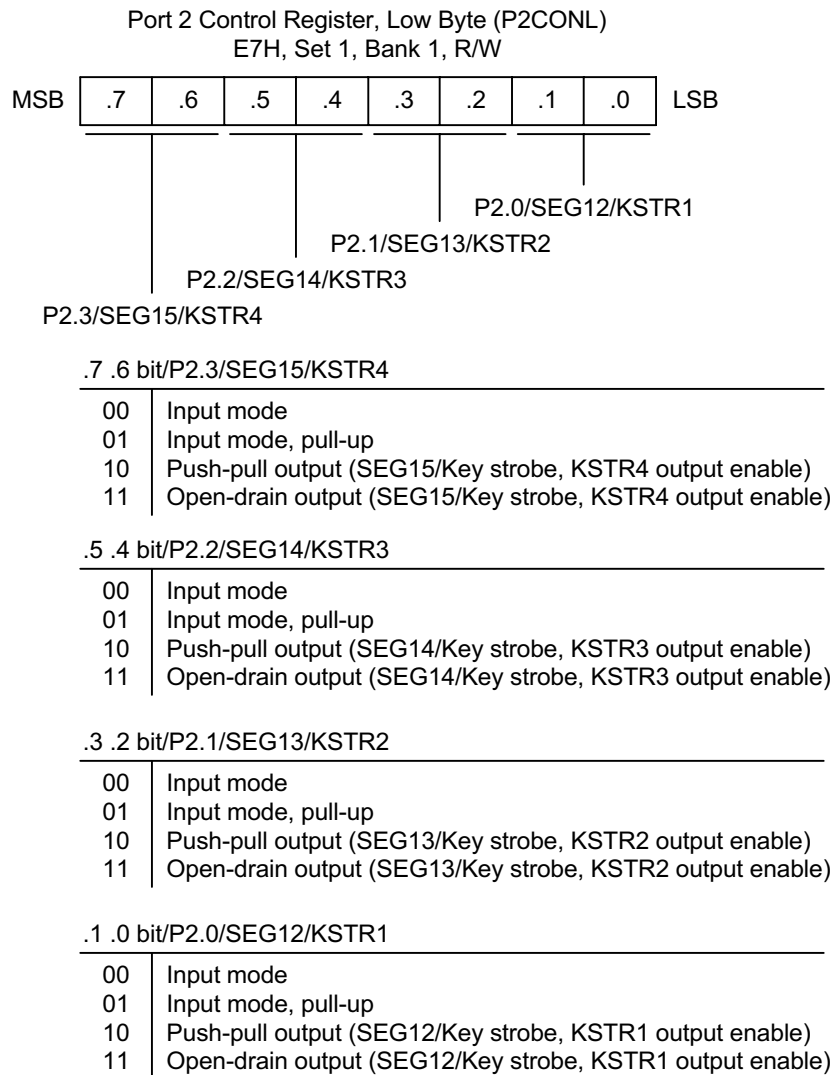 Port 2 Control Register, Low Byte (P2CONL)
E7H, Set 1, Bank 1, R/W
MSB .7 .6 .5 .4 .3 .2 .1 .0 LSB
P2.0/SEG12/KSTR1
P2.1/SEG13/KSTR2
P2.2/SEG14/KSTR3
P2.3/SEG15/KSTR4
.7 .6 bit/P2.3/SEG15/KSTR4
00 Input mode
01 Input mode, pull-up
10 Push-pull output (SEG15/Key strobe, KSTR4 output enable)
11 Open-drain output (SEG15/Key strobe, KSTR4 output enable)
.5 .4 bit/P2.2/SEG14/KSTR3
00 Input mode
01 Input mode, pull-up
10 Push-pull output (SEG14/Key strobe, KSTR3 output enable)
11 Open-drain output (SEG14/Key strobe, KSTR3 output enable)
.3 .2 bit/P2.1/SEG13/KSTR2
00 Input mode
01 Input mode, pull-up
10 Push-pull output (SEG13/Key strobe, KSTR2 output enable)
11 Open-drain output (SEG13/Key strobe, KSTR2 output enable)
.1 .0 bit/P2.0/SEG12/KSTR1
00 Input mode
01 Input mode, pull-up
10 Push-pull output (SEG12/Key strobe, KSTR1 output enable)
11 Open-drain output (SEG12/Key strobe, KSTR1 output enable)